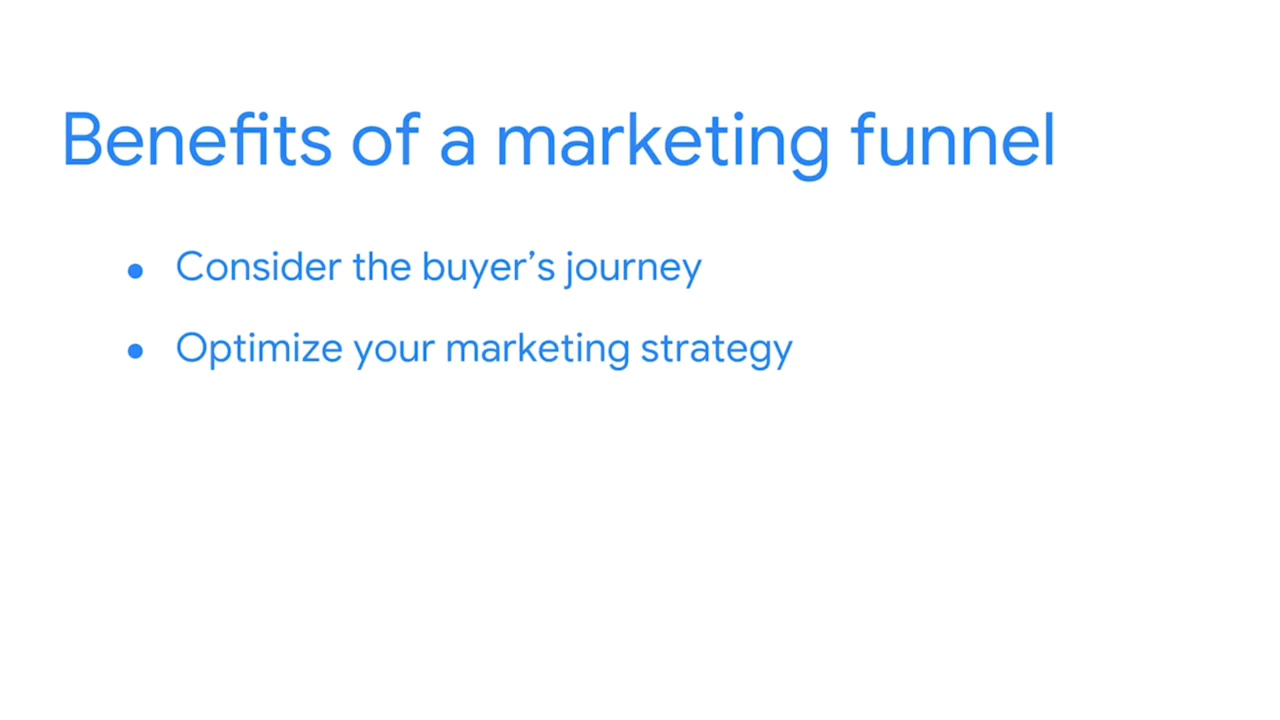 Benefits of a marketing funnel
● Consider the buyer’s journey
● Optimize your marketing strategy